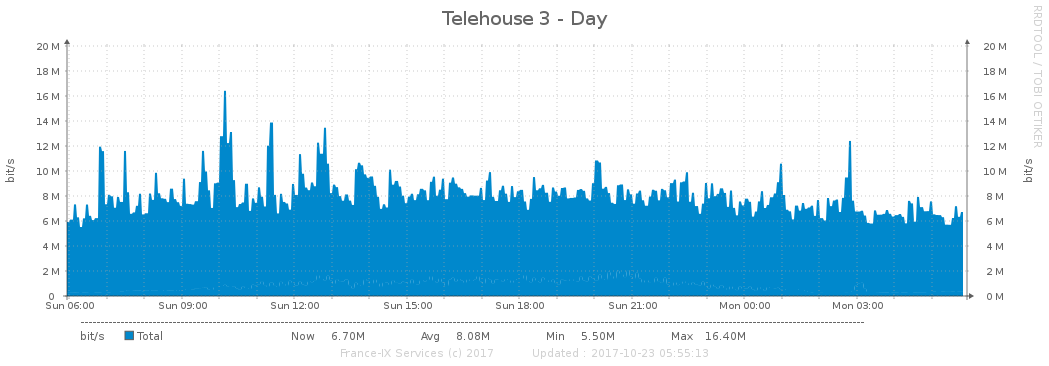 Telehouse 3 - Day
RRDTOOL / TOBI OETIKER
bit/s
20 M 20 M
18 M 18 M
16 M 16 M
14 M 14 M
12 M 12 M
10 M 10 M
8 M 8 M
6 M 6 M
4 M 4 M
2 M 2 M
0 0 M
bit/s
Sun 06:00 Sun 09:00 Sun 12:00 Sun 15:00 Sun 18:00 Sun 21:00 Mon 00:00 Mon 03:00
bit/s Total Now 6.70M Avg 8.08M Min 5.50M Max 16.40M
France-IX Services (c) 2017 Updated : 2017-10-23 05:55:13